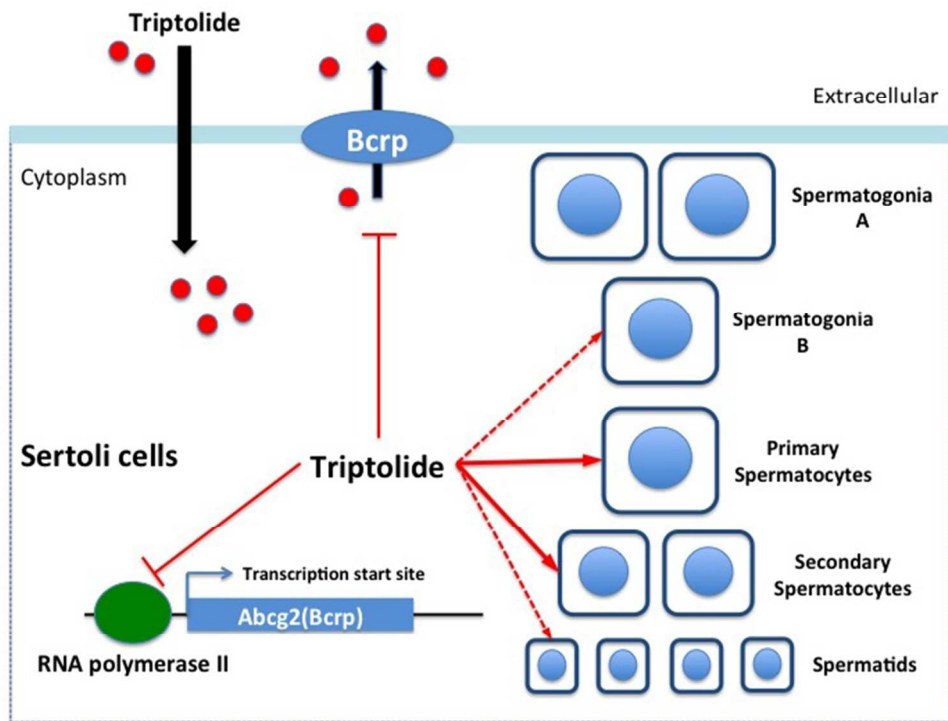 Triptolide
Extracellular
Bcrp
Cytoplasm
Spermatogonia
A
Spermatogonia
B
Sertoli cells
Triptolide
Primary
Spermatocytes
Transcription start site
Abcg2(Bcrp)
RNA polymerase II
Secondary
Spermatocytes
Spermatids